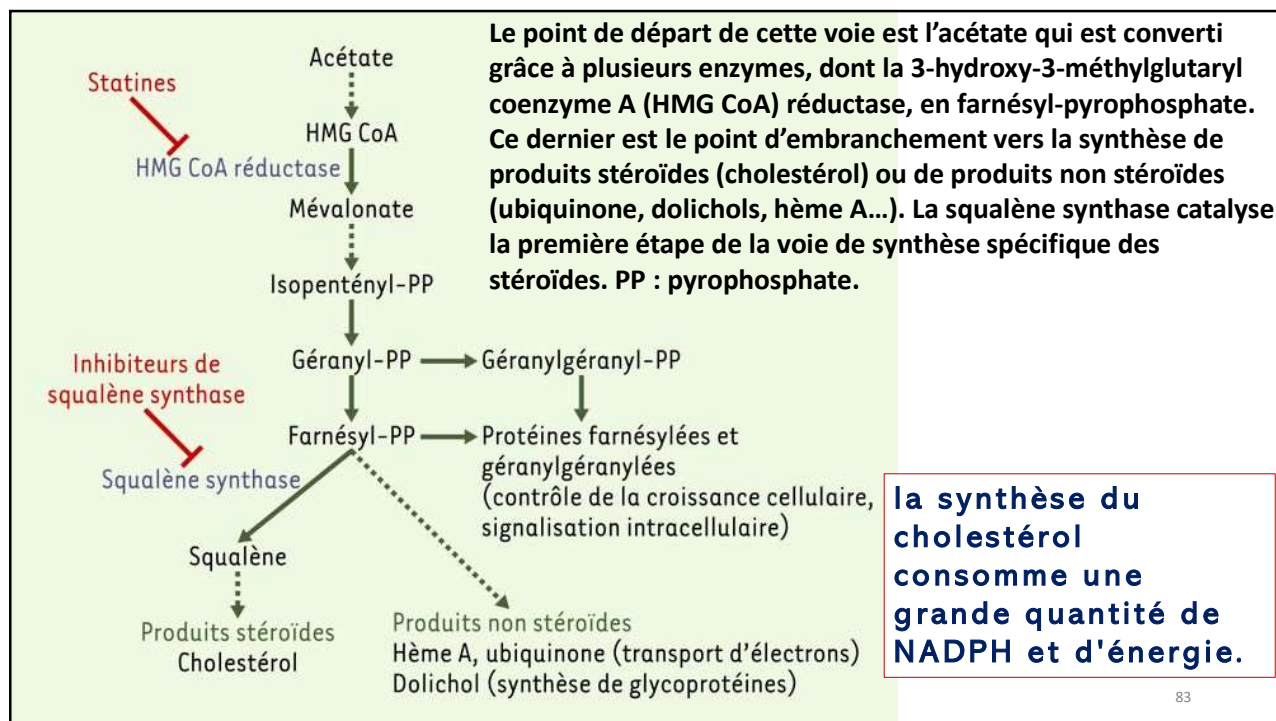 Le point de départ de cette voie est l’acétate qui est converti
grâce à plusieurs enzymes, dont la 3-hydroxy-3-méthylglutaryl
coenzyme A (HMG CoA) réductase, en farnésyl-pyrophosphate.
Ce dernier est le point d’embranchement vers la synthèse de
produits stéroïdes (cholestérol) ou de produits non stéroïdes
(ubiquinone, dolichols, hème A…). La squalène synthase catalyse
la première étape de la voie de synthèse spécifique des
stéroïdes. PP : pyrophosphate.
Acétate
Statines
HMG CoA
HMG CoA réductase
Mévalonate
Isopentényl-PP
Géranyl-PP
Géranylgéranyl-PP
Inhibiteurs de
squalène synthase
Farnésyl-PP
Protéines farnésylées et
géranylgéranylées
(contrôle de la croissance cellulaire,
signalisation intracellulaire)
Squalène synthase
Squalène
Produits stéroïdes
Cholestérol
Produits non stéroïdes
Hème A, ubiquinone (transport d’électrons)
Dolichol (synthèse de glycoprotéines)
la synthèse du
cholestérol
consomme une
grande quantité de
NADPH et d'énergie.
83